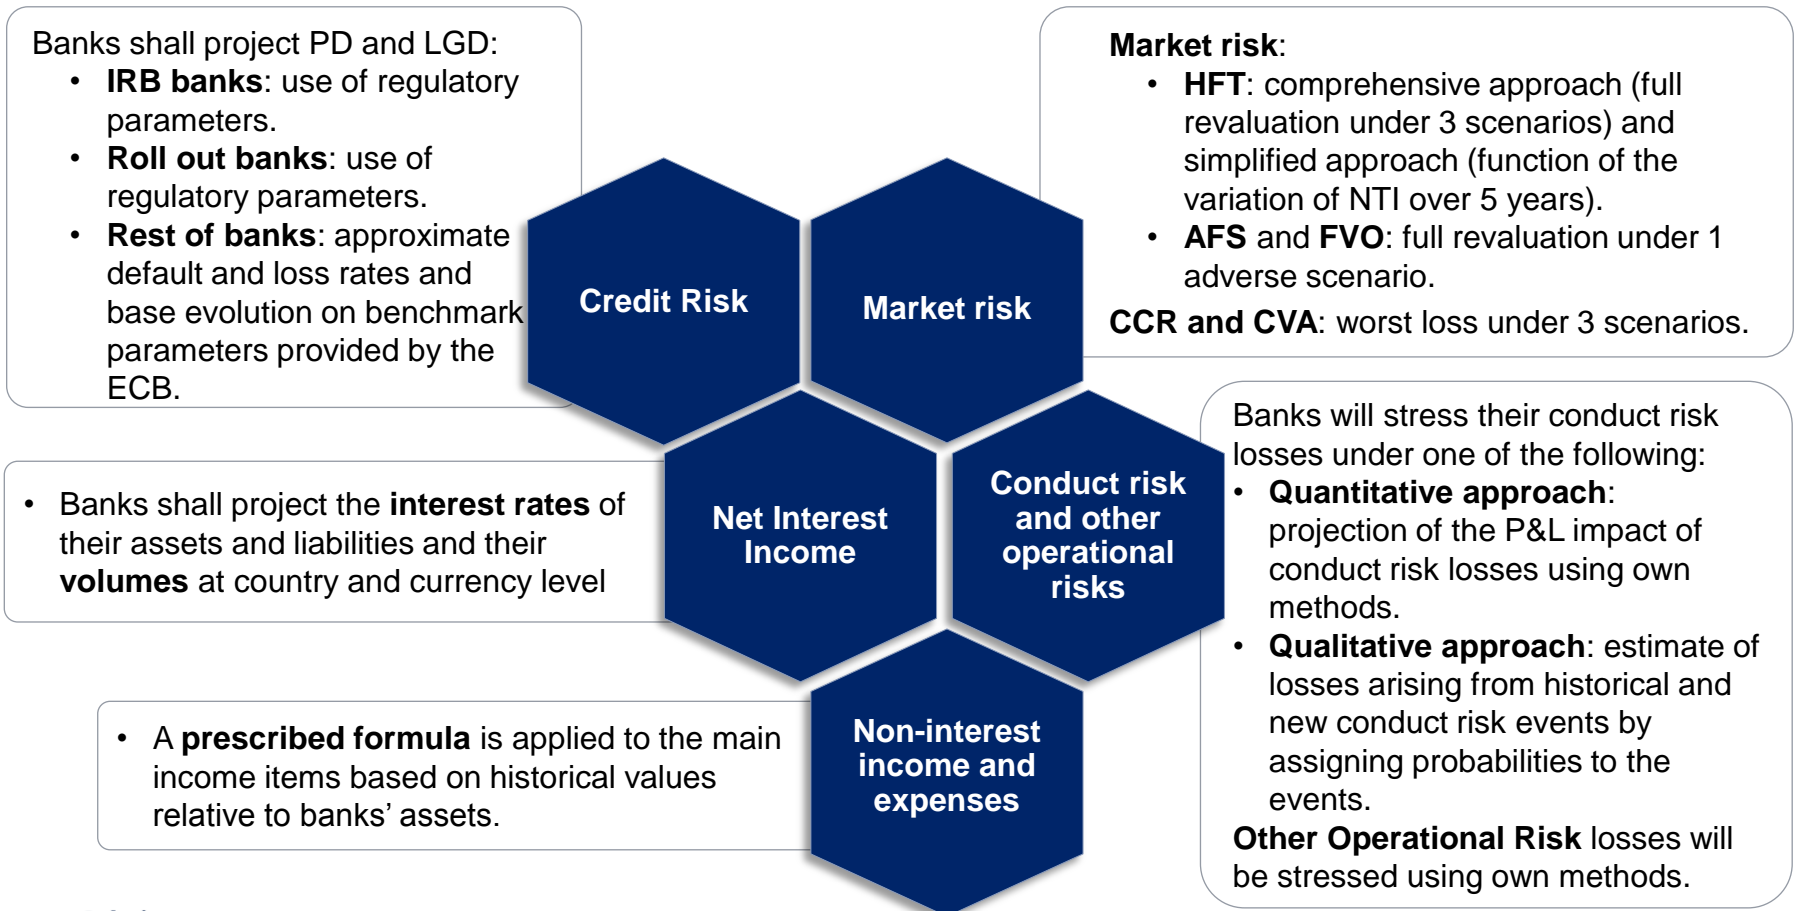 Banks shall project PD and LGD:
• IRB banks: use of regulatory
parameters.
• Roll out banks: use of
regulatory parameters.
• Rest of banks: approximate
default and loss rates and
base evolution on benchmark
parameters provided by the
ECB.
Credit Risk
Market risk
Market risk:
• HFT: comprehensive approach (full
revaluation under 3 scenarios) and
simplified approach (function of the
variation of NTI over 5 years).
• AFS and FVO: full revaluation under 1
adverse scenario.
CCR and CVA: worst loss under 3 scenarios.
• Banks shall project the interest rates of
their assets and liabilities and their
volumes at country and currency level
Net Interest
Income
Conduct risk
and other
operational
risks
Banks will stress their conduct risk
losses under one of the following:
• Quantitative approach:
projection of the P&L impact of
conduct risk losses using own
methods.
• Qualitative approach: estimate of
losses arising from historical and
new conduct risk events by
assigning probabilities to the
events.
Other Operational Risk losses will
be stressed using own methods.
• A prescribed formula is applied to the main
income items based on historical values
relative to banks' assets.
Non-interest
income and
expenses